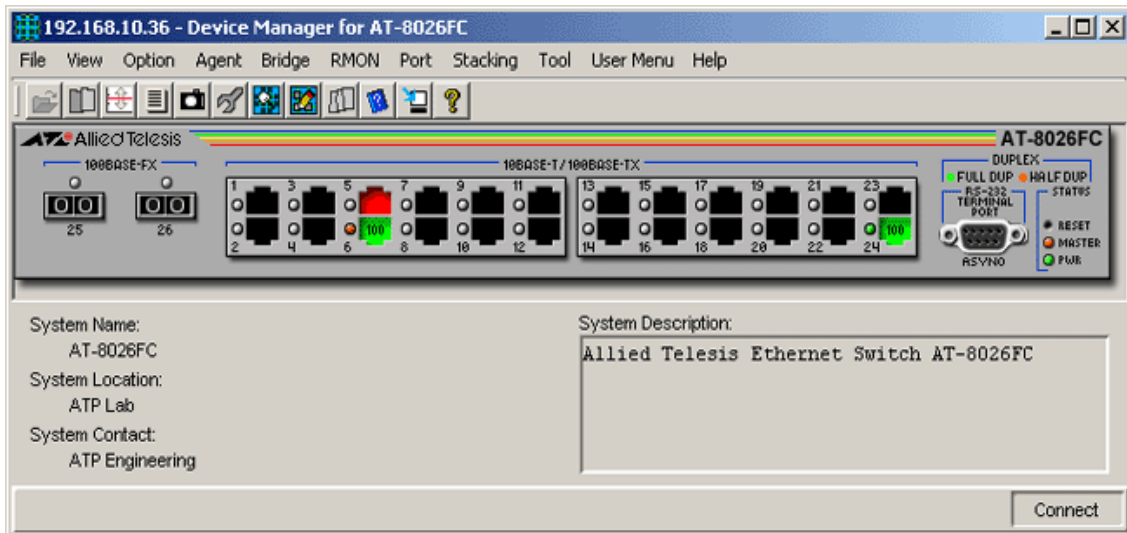 192.168.10.36 - Device Manager for AT-8026FC
File View Option Agent Bridge RMON Port Stacking Tool User Menu Help
Allied Telesis
AT-8026FC
100BASE-FX
10BASE-T/100BASE-TX
DUPLEX
FULL DUP HALF DUP
1 3 5 7 9 11 13 15 17 19 21 23
RS-232
TERMINAL
PORT
STATUS
RESET
MASTER
PWR
100
100
25 26
2 4 6 8 10 12 14 16 18 20 22 24
ASYN0
System Name:
AT-8026FC
System Location:
ATP Lab
System Contact:
ATP Engineering
System Description:
Allied Telesis Ethernet Switch AT-8026FC
Connect